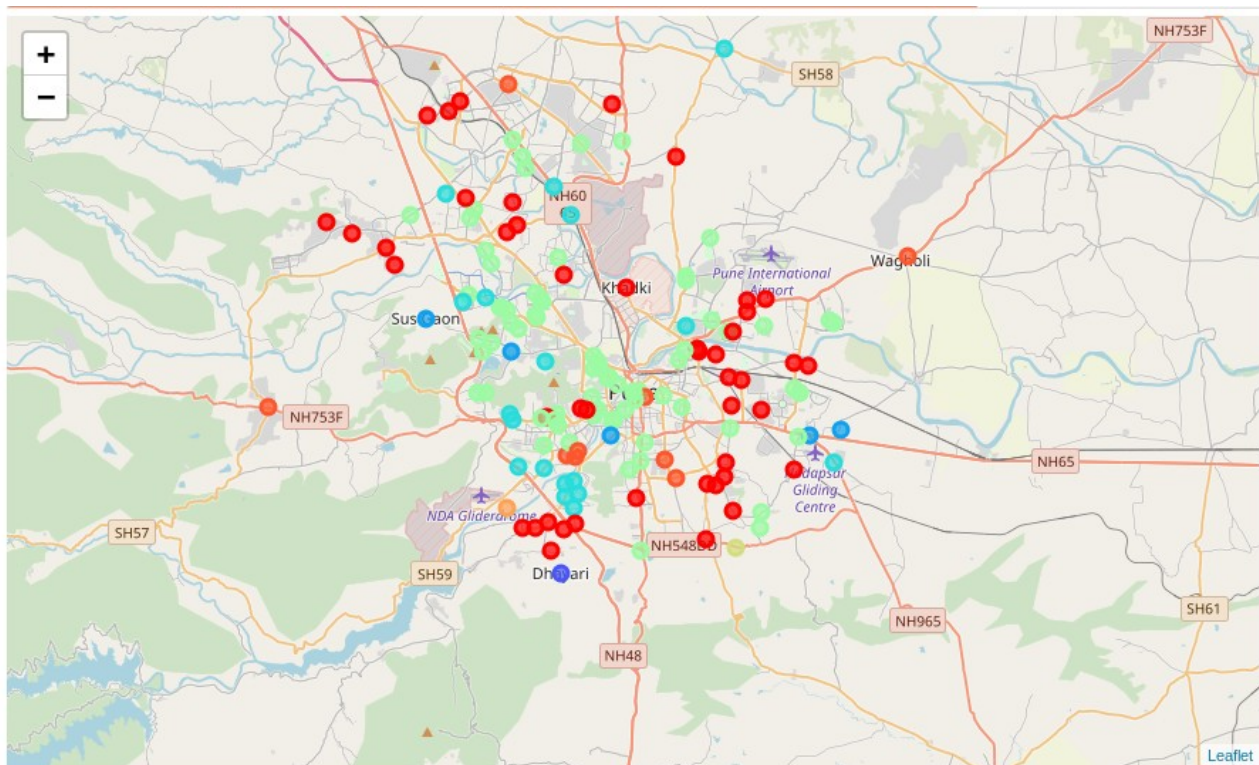 +
−
NH753F
SH58
NH60
Wagholi
Pune International
Airport
Khadki
NH753F
NH65
Gliding
Centre
NDA Gliderdrome
SH57
SH59
NH548DD
SH61
NH965
NH48
Leaflet